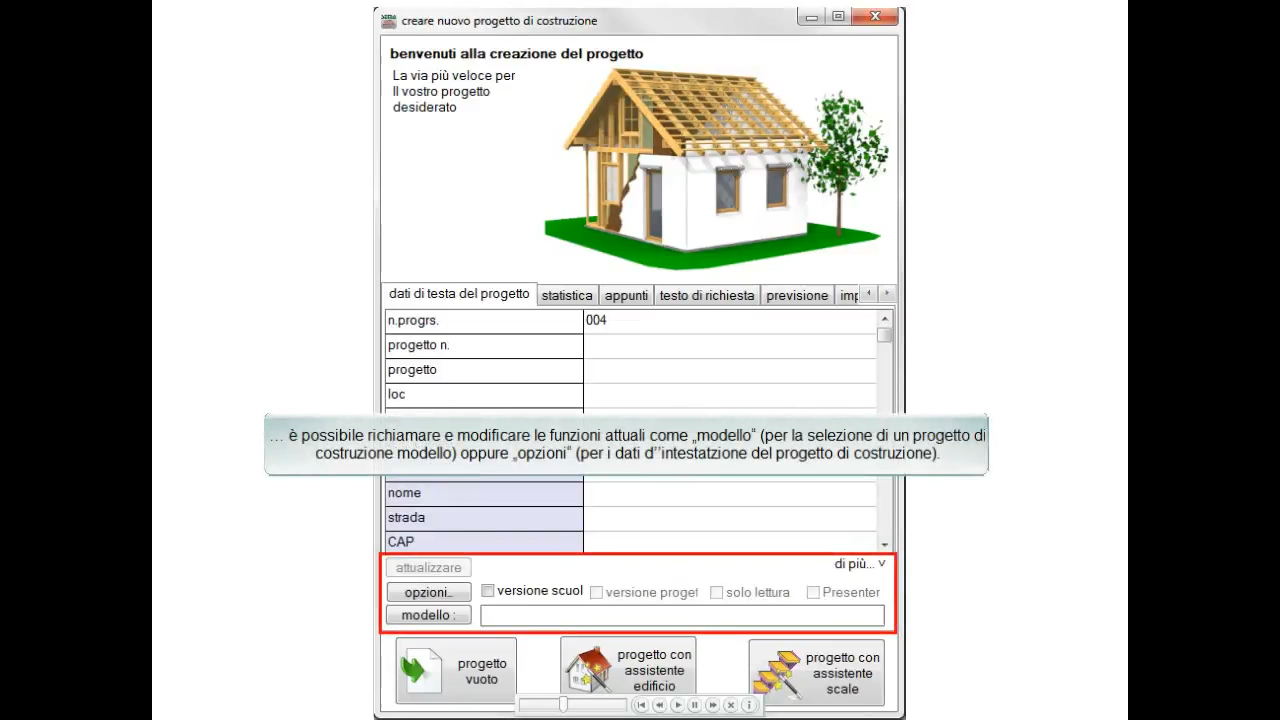 creare nuovo progetto di costruzione
benvenuti alla creazione del progetto
La via più veloce per
Il vostro progetto
desiderato
dati di testa del progetto statistica appunti testo di richiesta previsione imp
n.progrs. 004
progetto n.
progetto
loc
… è possibile richiamare e modificare le funzioni attuali come „modello“ (per la selezione di un progetto di
costruzione modello) oppure „opzioni“ (per i dati d’’intestatzione del progetto di costruzione).
nome
strada
CAP
attualizzare di più... v
opzioni... versione scuol versione proget solo lettura Presenter
modello :
progetto
vuoto
progetto con
assistente
edificio
progetto con
assistente
scale